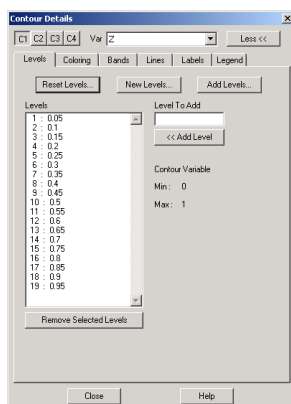 Contour Details
C1 C2 C3 C4 Var Z Less <<
Levels Coloring Bands Lines Labels Legend
Reset Levels... New Levels... Add Levels...
Levels
Level To Add
1 : 0.05
2 : 0.1
3 : 0.15
4 : 0.2
5 : 0.25
6 : 0.3
7 : 0.35
8 : 0.4
9 : 0.45
10 : 0.5
11 : 0.55
12 : 0.6
13 : 0.65
14 : 0.7
15 : 0.75
16 : 0.8
17 : 0.85
18 : 0.9
19 : 0.95
<< Add Level
Contour Variable
Min : 0
Max : 1
Remove Selected Levels
Close Help